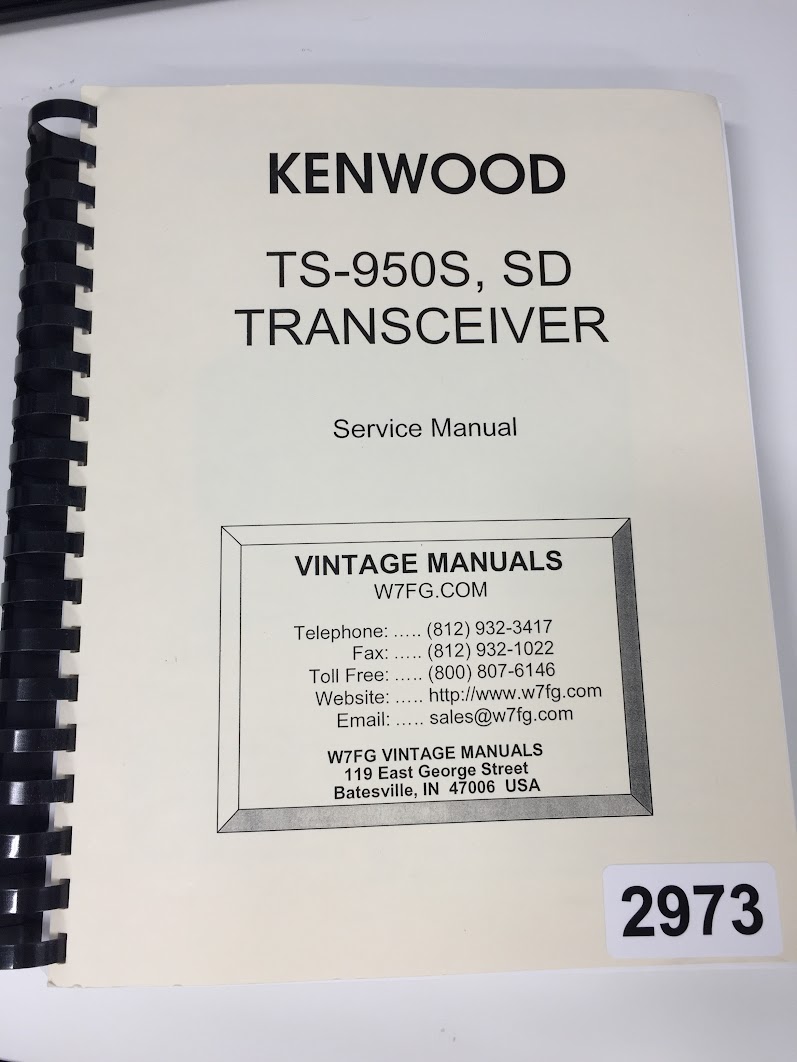 KENWOOD
TS-950S, SD
TRANSCEIVER
Service Manual
VINTAGE MANUALS
W7FG.COM
Telephone: ..... (812) 932-3417
Fax: ..... (812) 932-1022
Toll Free: ..... (800) 807-6146
Website: ..... http://www.w7fg.com
Email: ..... sales@w7fg.com
W7FG VINTAGE MANUALS
119 East George Street
Batesville, IN 47006 USA
2973